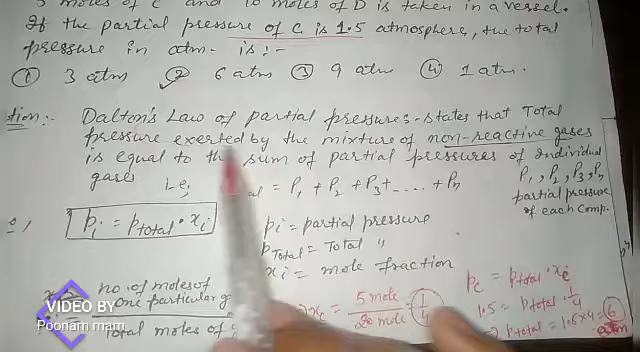 5 moles of C and 10 moles of D is taken in a vessel.
If the partial pressure of C is 1.5 atmosphere, the total
pressure in atm - is :-
① 3 atm ② 6 atm ③ 9 atm ④ 1 atm.
tion:- Dalton's Law of partial pressure:- states that Total
pressure exerted by the mixture of non-reactive gases
is equal to the sum of partial pressures of individual
gases
i.e; = P1 + P2 + P3 + ..... + Pn
P1, P2, P3, Pn
partial pressure
of each comp.
Pi = Ptotal · xi
pi = partial pressure
PTotal = Total "
xi = mole fraction
no. of moles of
one particular
Total moles of
= 5 mole / 20 mole = 1/4
Pc = Ptotal · xc
1.5 = Ptotal · 1/4
Ptotal = 1.5 x 4 = 6 atm
VIDEO BY
Poonam mam